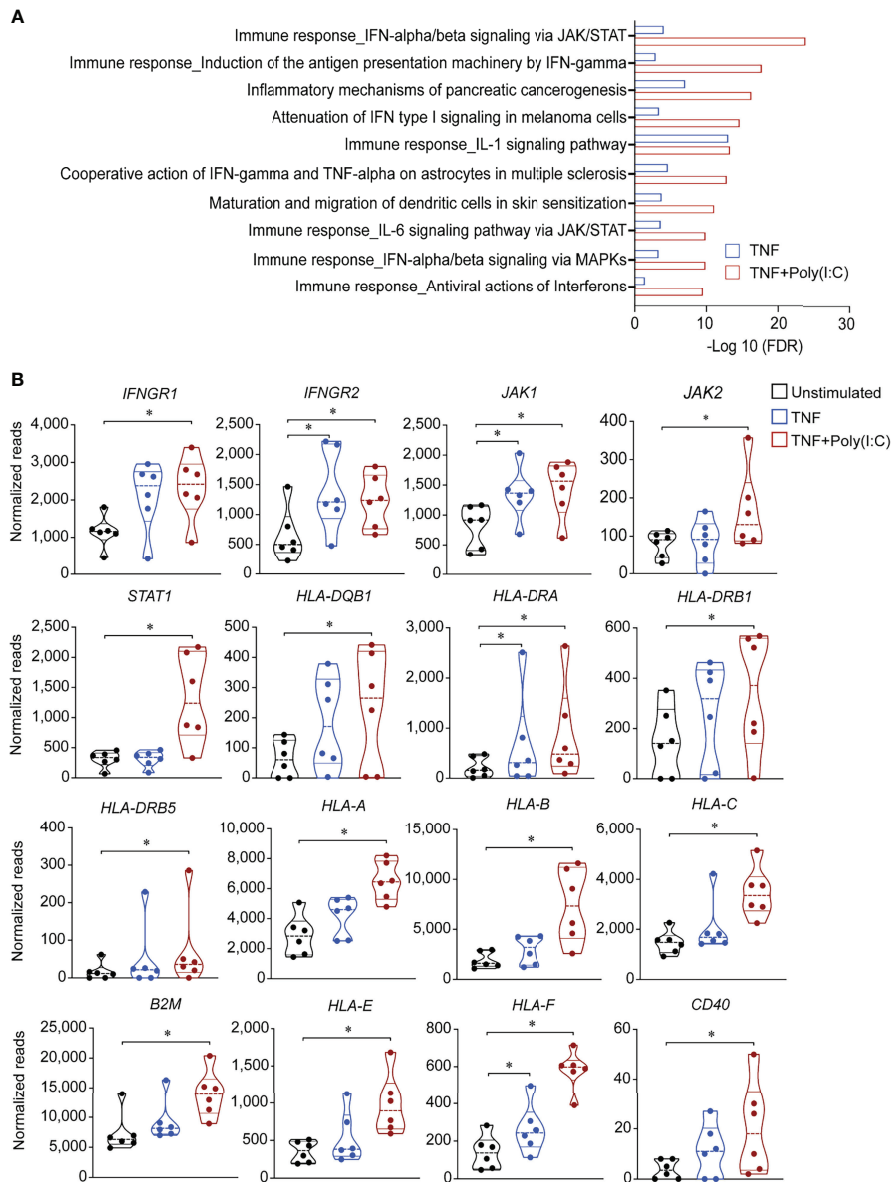 A
Immune response_IFN-alpha/beta signaling via JAK/STAT
Immune response_Induction of the antigen presentation machinery by IFN-gamma
Inflammatory mechanisms of pancreatic cancerogenesis
Attenuation of IFN type I signaling in melanoma cells
Immune response_IL-1 signaling pathway
Cooperative action of IFN-gamma and TNF-alpha on astrocytes in multiple sclerosis
Maturation and migration of dendritic cells in skin sensitization
Immune response_IL-6 signaling pathway via JAK/STAT
Immune response_IFN-alpha/beta signaling via MAPKs
Immune response_Antiviral actions of Interferons
TNF
TNF+Poly(I:C)
0 10 20 30
-Log 10 (FDR)
B
IFNGR1 IFNGR2 JAK1 JAK2
Unstimulated
TNF
TNF+Poly(I:C)
Normalized reads
4,000 3,000 2,000 1,000 0
2,500 2,000 1,500 1,000 500 0
2,500 2,000 1,500 1,000 500 0
400 300 200 100 0
* * * * * *
STAT1 HLA-DQB1 HLA-DRA HLA-DRB1
Normalized reads
2,500 2,000 1,500 1,000 500 0
500 400 300 200 100 0
3,000 2,000 1,000 0
600 400 200 0
* * * * *
HLA-DRB5 HLA-A HLA-B HLA-C
Normalized reads
400 300 200 100 0
10,000 8,000 6,000 4,000 2,000 0
15,000 10,000 5,000 0
6,000 4,000 2,000 0
* * * *
B2M HLA-E HLA-F CD40
Normalized reads
25,000 20,000 15,000 10,000 5,000 0
2,000 1,500 1,000 500 0
800 600 400 200 0
60 40 20 0
* * * * *